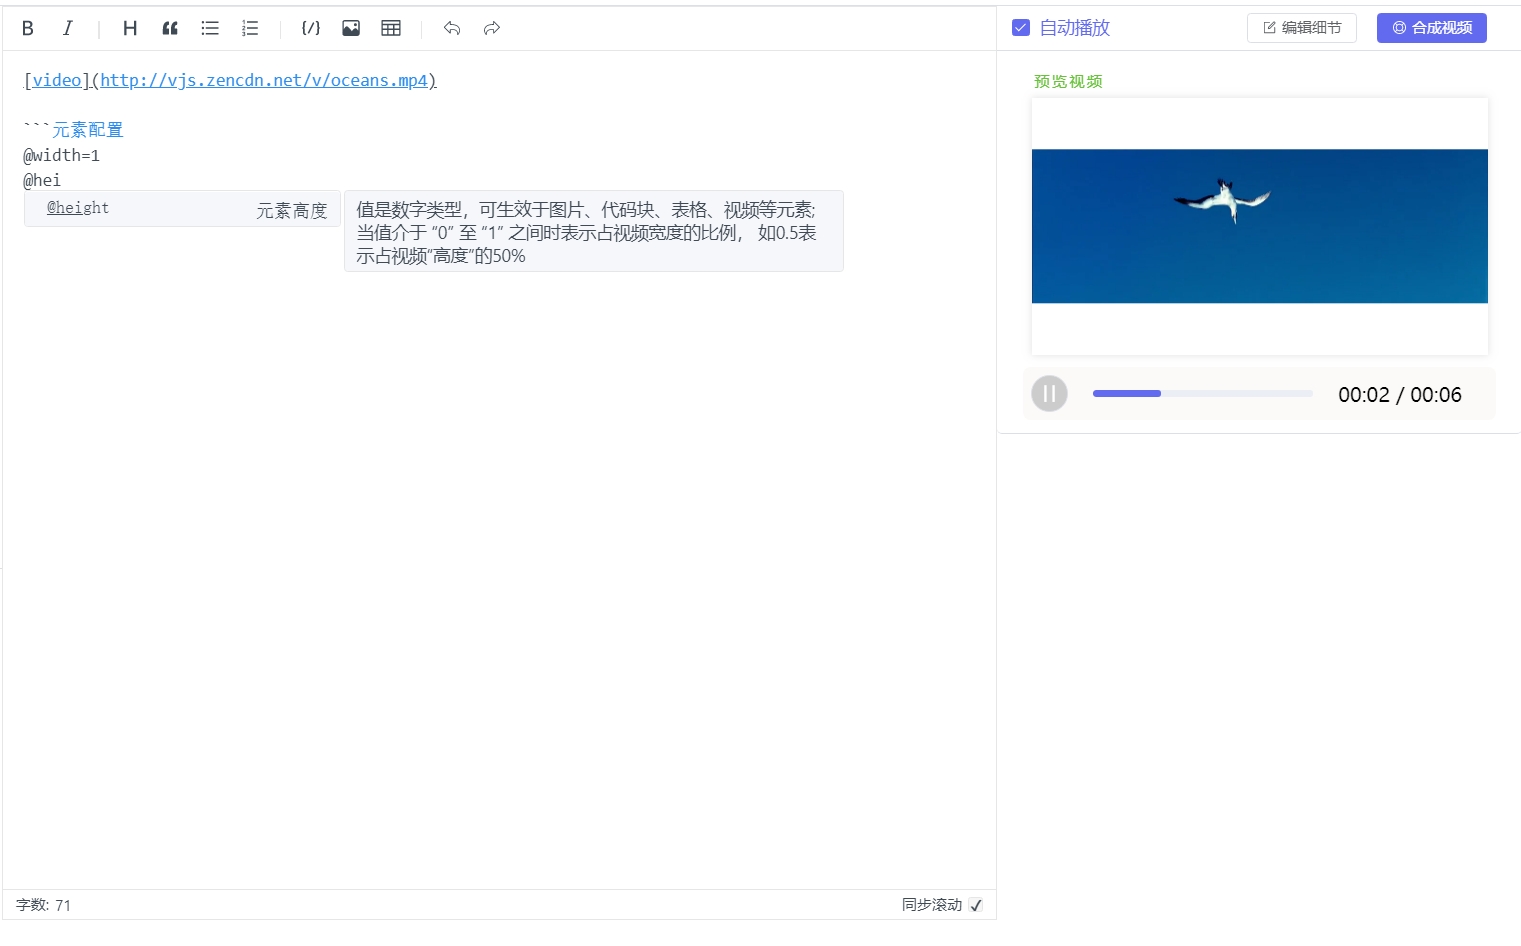 自动播放
编辑细节
合成视频
[video](http://vjs.zencdn.net/v/oceans.mp4)
```元素配置
@width=1
@hei
@height 元素高度
值是数字类型，可生效于图片、代码块、表格、视频等元素;
当值介于 “0” 至 “1” 之间时表示占视频宽度的比例， 如0.5表
示占视频“高度”的50%
预览视频
00:02 / 00:06
字数: 71
同步滚动